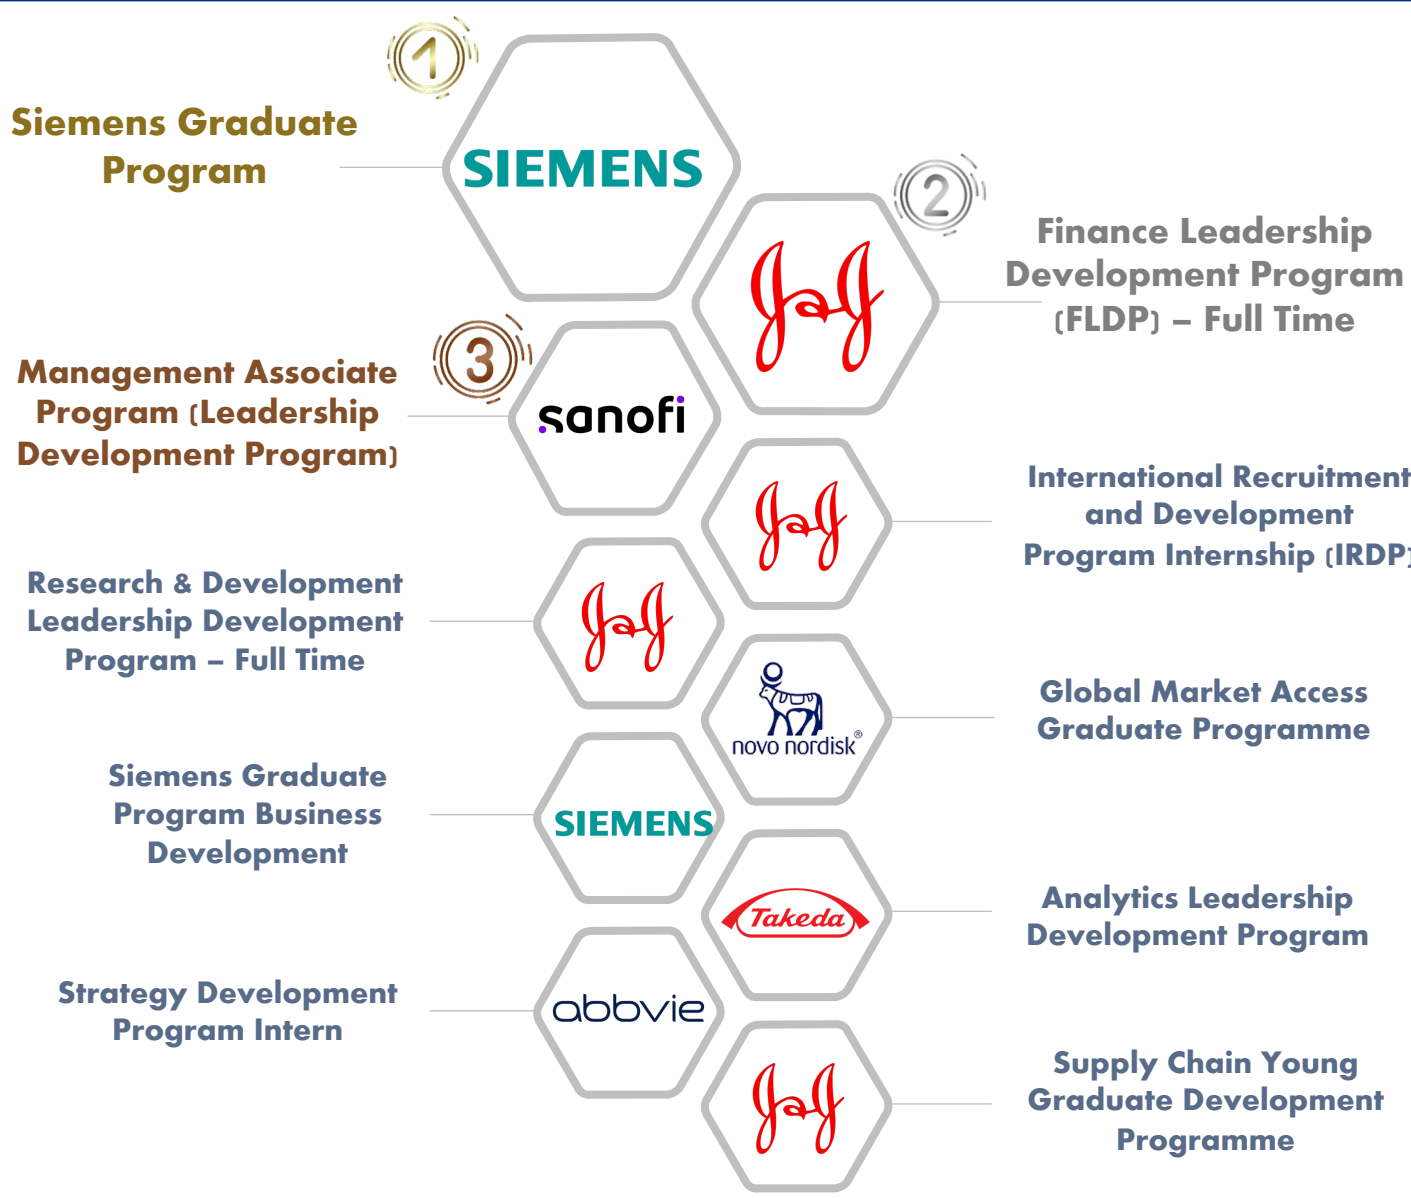 1
Siemens Graduate
Program
SIEMENS
2
J&J
Finance Leadership
Development Program
(FLDP) – Full Time
3
Management Associate
Program (Leadership
Development Program)
sanofi
J&J
International Recruitment
and Development
Program Internship (IRDP)
Research & Development
Leadership Development
Program – Full Time
J&J
novo nordisk®
Global Market Access
Graduate Programme
Siemens Graduate
Program Business
Development
SIEMENS
Takeda
Analytics Leadership
Development Program
Strategy Development
Program Intern
abbvie
J&J
Supply Chain Young
Graduate Development
Programme